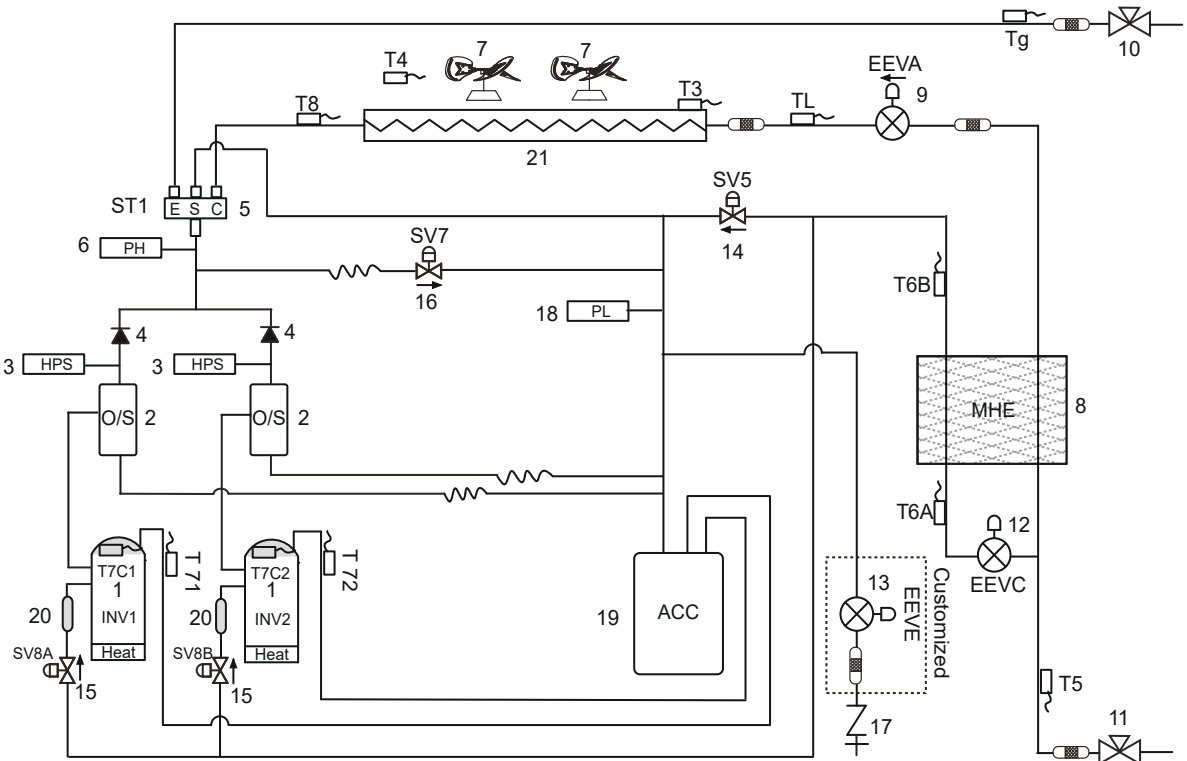 Tg
10
T4
7
7
EEVA
9
T8
T3
TL
21
ST1
E S C
5
SV5
14
6
PH
SV7
16
T6B
18
PL
4
4
3
HPS
3
HPS
MHE
8
O/S
2
O/S
2
T6A
12
EEVC
T7C1
1
INV1
Heat
T71
T7C2
1
INV2
Heat
T72
20
20
SV8A
15
SV8B
15
19
ACC
13
EEVE
Customized
17
T5
11